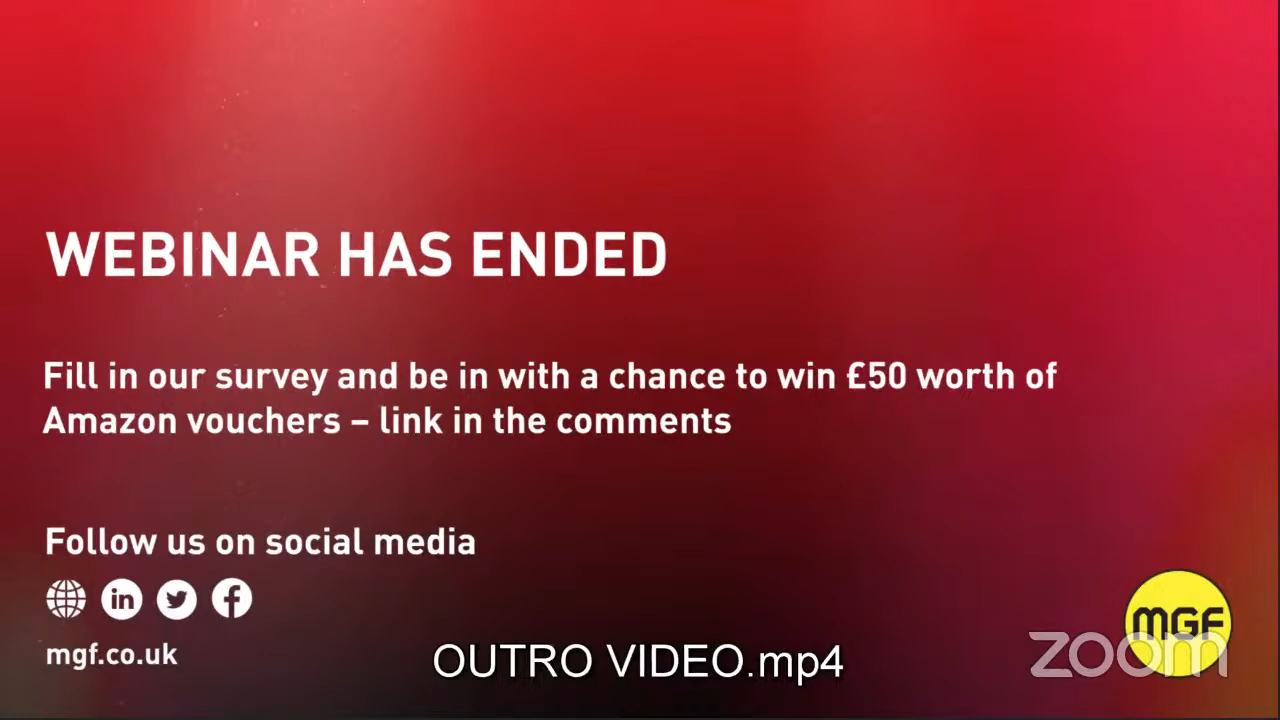 WEBINAR HAS ENDED
Fill in our survey and be in with a chance to win £50 worth of
Amazon vouchers – link in the comments
Follow us on social media
in
mgf.co.uk
OUTRO VIDEO.mp4
MGF
zoom